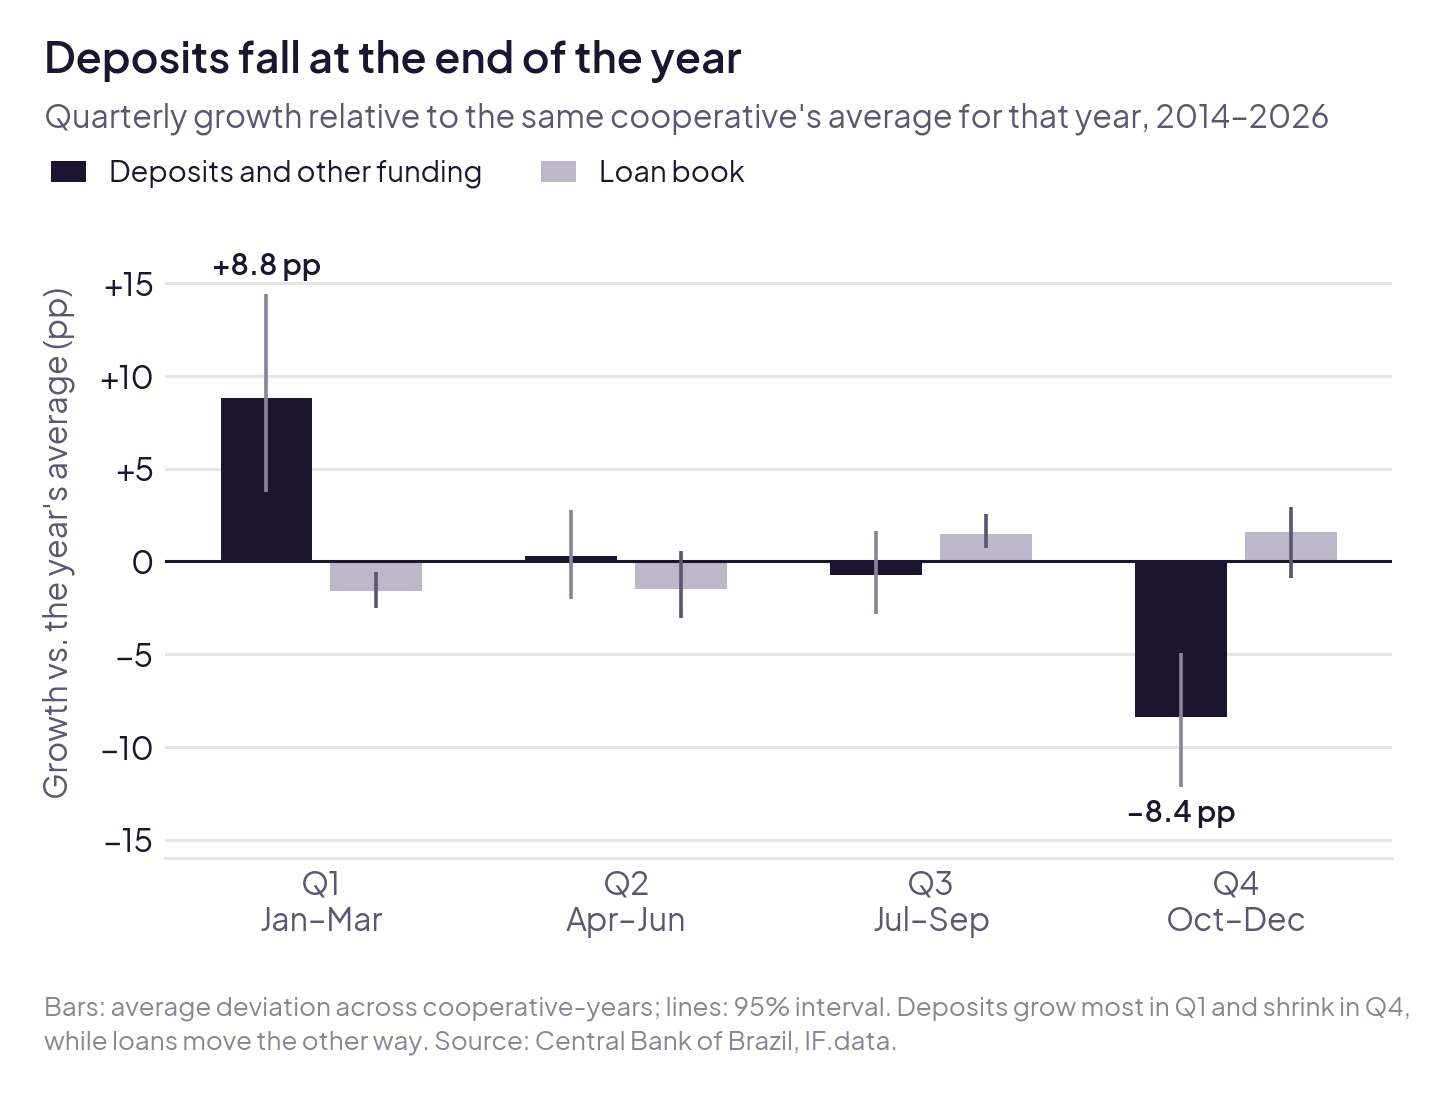 Deposits fall at the end of the year
Quarterly growth relative to the same cooperative's average for that year, 2014–2026
Deposits and other funding
Loan book
Growth vs. the year's average (pp)
+15
+10
+5
0
−5
−10
−15
+8.8 pp
−8.4 pp
Q1
Jan–Mar
Q2
Apr–Jun
Q3
Jul–Sep
Q4
Oct–Dec
Bars: average deviation across cooperative-years; lines: 95% interval. Deposits grow most in Q1 and shrink in Q4,
while loans move the other way. Source: Central Bank of Brazil, IF.data.